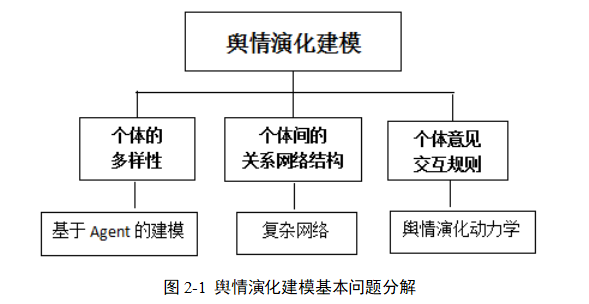 舆情演化建模
个体的
多样性
个体间的
关系网络结构
个体意见
交互规则
基于 Agent 的建模
复杂网络
舆情演化动力学
图 2-1 舆情演化建模基本问题分解